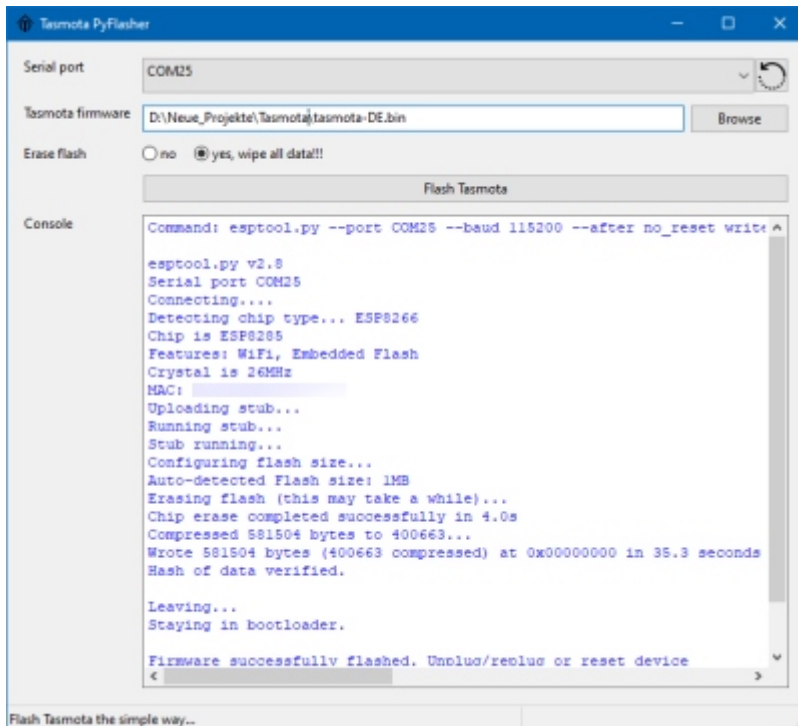 Tasmota PyFlasher
Serial port
COM25
Tasmota firmware
D:\Neue_Projekte\Tasmota\tasmota-DE.bin
Browse
Erase flash
no
yes, wipe all data!!!
Flash Tasmota
Console
Command: esptool.py --port COM25 --baud 115200 --after no_reset write
esptool.py v2.8
Serial port COM25
Connecting....
Detecting chip type... ESP8266
Chip is ESP8285
Features: WiFi, Embedded Flash
Crystal is 26MHz
MAC:
Uploading stub...
Running stub...
Stub running...
Configuring flash size...
Auto-detected Flash size: 1MB
Erasing flash (this may take a while)...
Chip erase completed successfully in 4.0s
Compressed 581504 bytes to 400663...
Wrote 581504 bytes (400663 compressed) at 0x00000000 in 35.3 seconds
Hash of data verified.
Leaving...
Staying in bootloader.
Firmware successfully flashed. Unplug/replug or reset device
Flash Tasmota the simple way...